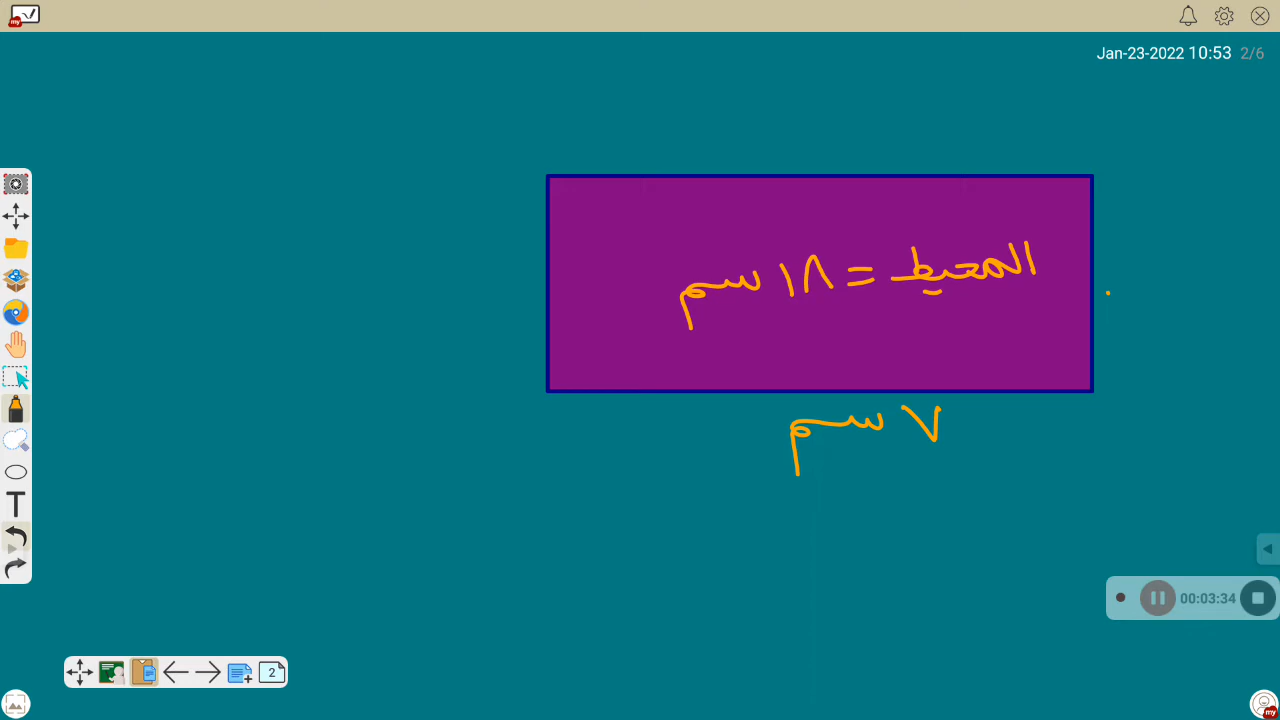 Jan-23-2022 10:53 2/6
المحيط = ١٨ سم
٧ سم
00:03:34
2